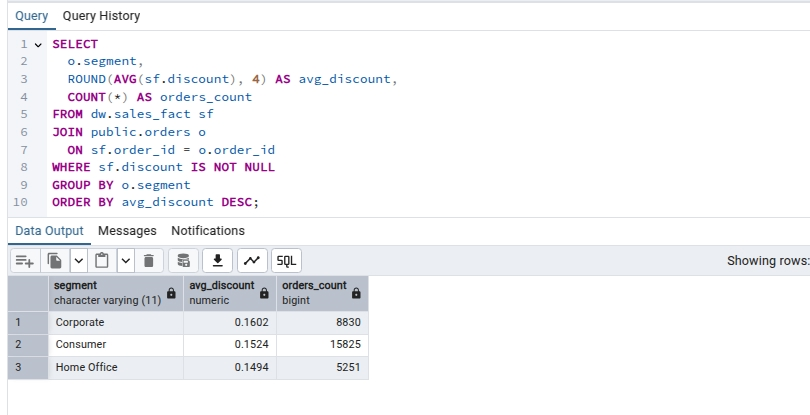 Query Query History
1 SELECT
2 o.segment,
3 ROUND(AVG(sf.discount), 4) AS avg_discount,
4 COUNT(*) AS orders_count
5 FROM dw.sales_fact sf
6 JOIN public.orders o
7 ON sf.order_id = o.order_id
8 WHERE sf.discount IS NOT NULL
9 GROUP BY o.segment
10 ORDER BY avg_discount DESC;
Data Output Messages Notifications
SQL Showing rows:
segment avg_discount orders_count
character varying (11) numeric bigint
1 Corporate 0.1602 8830
2 Consumer 0.1524 15825
3 Home Office 0.1494 5251